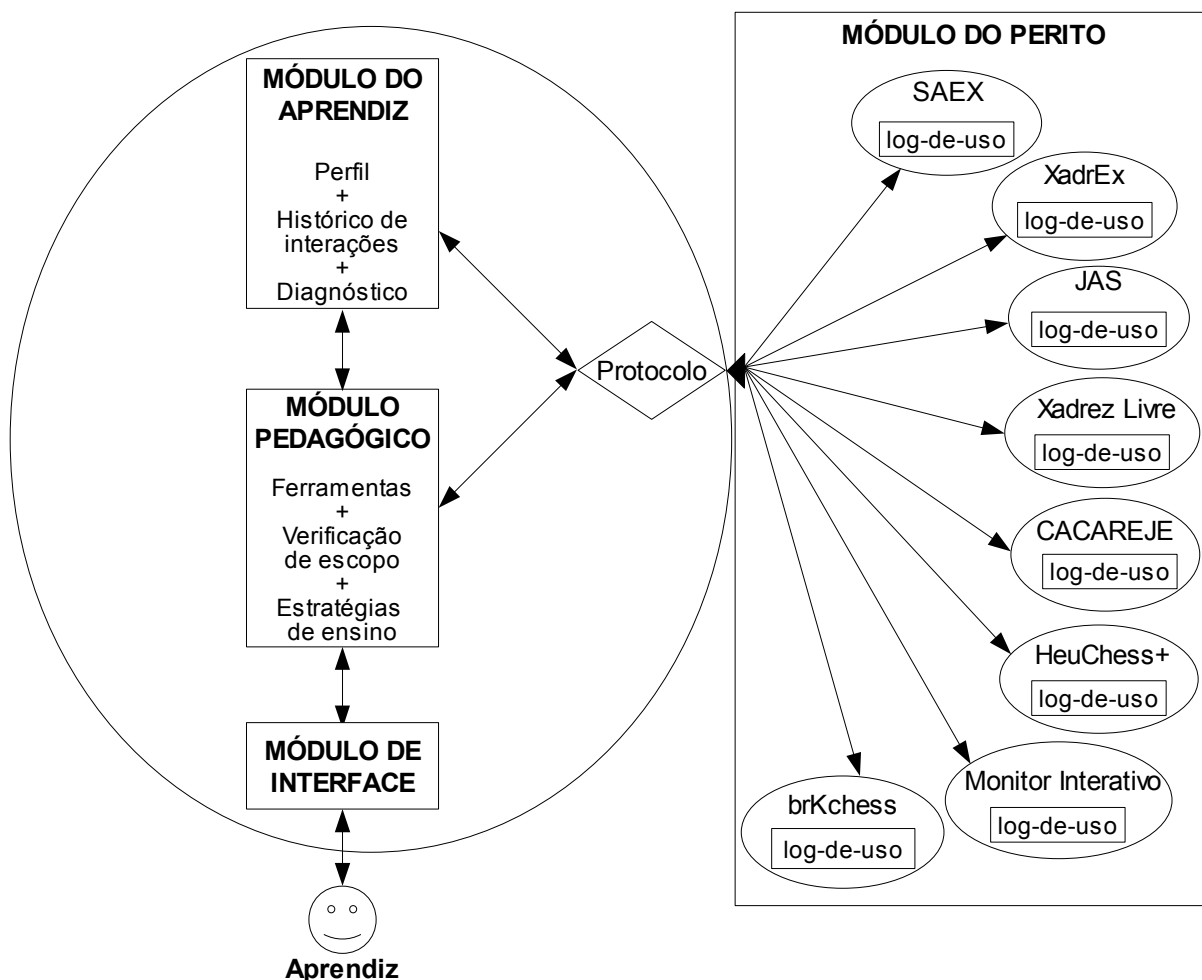 MÓDULO DO
APRENDIZ
Perfil
+
Histórico de
interações
+
Diagnóstico
MÓDULO
PEDAGÓGICO
Ferramentas
+
Verificação
de escopo
+
Estratégias
de ensino
MÓDULO DE
INTERFACE
Aprendiz
Protocolo
MÓDULO DO PERITO
SAEX
log-de-uso
XadrEx
log-de-uso
JAS
log-de-uso
Xadrez Livre
log-de-uso
CACAREJE
log-de-uso
HeuChess+
log-de-uso
Monitor Interativo
log-de-uso
brKchess
log-de-uso